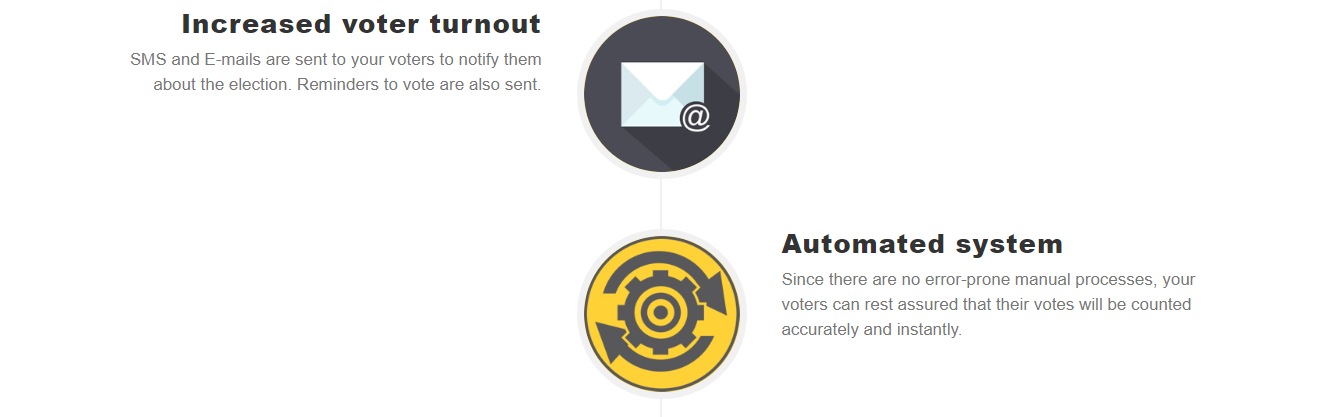 Increased voter turnout
SMS and E-mails are sent to your voters to notify them
about the election. Reminders to vote are also sent.
@
Automated system
Since there are no error-prone manual processes, your
voters can rest assured that their votes will be counted
accurately and instantly.